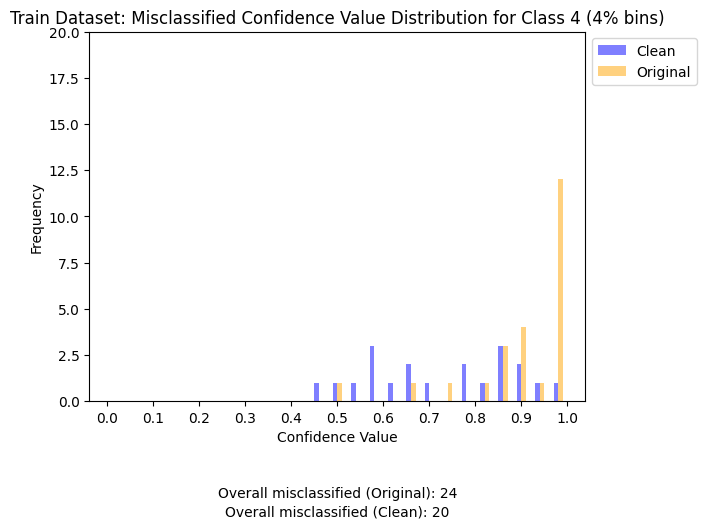 Train Dataset: Misclassified Confidence Value Distribution for Class 4 (4% bins)
Clean
Original
20.0
17.5
15.0
12.5
10.0
7.5
5.0
2.5
0.0
Frequency
0.0 0.1 0.2 0.3 0.4 0.5 0.6 0.7 0.8 0.9 1.0
Confidence Value
Overall misclassified (Original): 24
Overall misclassified (Clean): 20